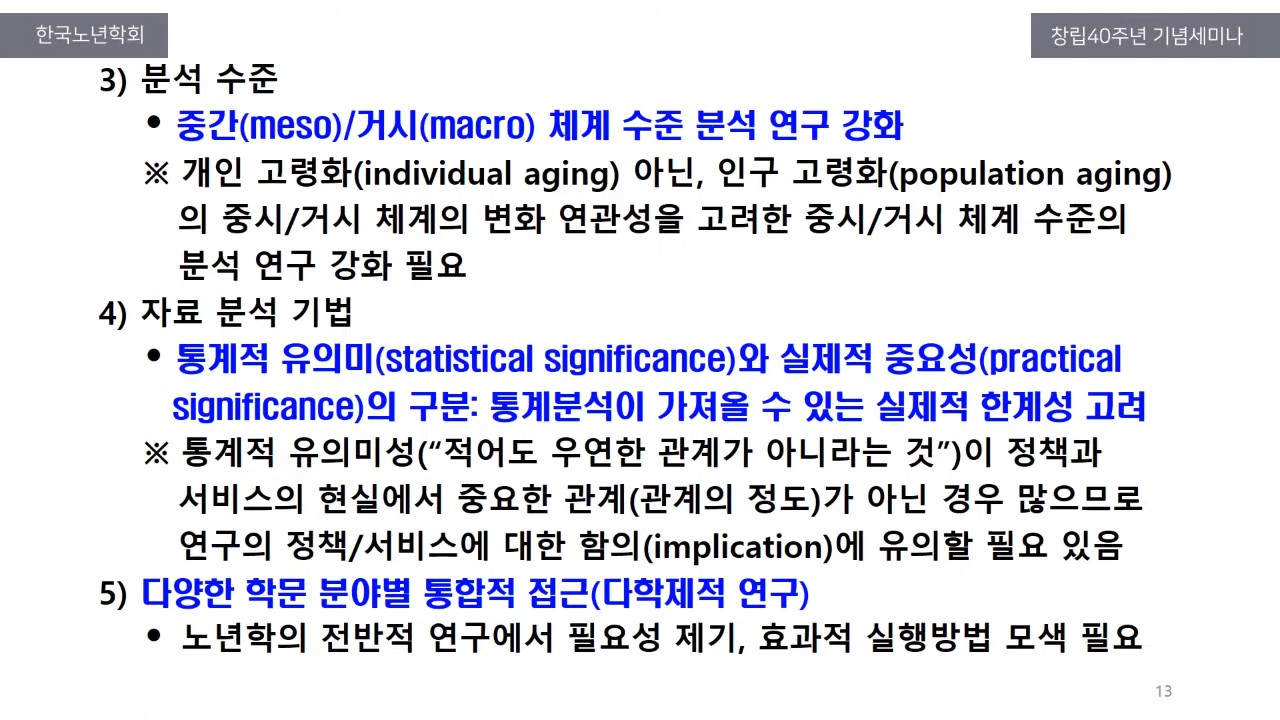 한국노년학회
창립40주년 기념세미나
3) 분석 수준
• 중간(meso)/거시(macro) 체계 수준 분석 연구 강화
※ 개인 고령화(individual aging) 아닌, 인구 고령화(population aging)
의 중시/거시 체계의 변화 연관성을 고려한 중시/거시 체계 수준의
분석 연구 강화 필요
4) 자료 분석 기법
• 통계적 유의미(statistical significance)와 실제적 중요성(practical
significance)의 구분: 통계분석이 가져올 수 있는 실제적 한계성 고려
※ 통계적 유의미성(“적어도 우연한 관계가 아니라는 것”)이 정책과
서비스의 현실에서 중요한 관계(관계의 정도)가 아닌 경우 많으므로
연구의 정책/서비스에 대한 함의(implication)에 유의할 필요 있음
5) 다양한 학문 분야별 통합적 접근(다학제적 연구)
• 노년학의 전반적 연구에서 필요성 제기, 효과적 실행방법 모색 필요
13